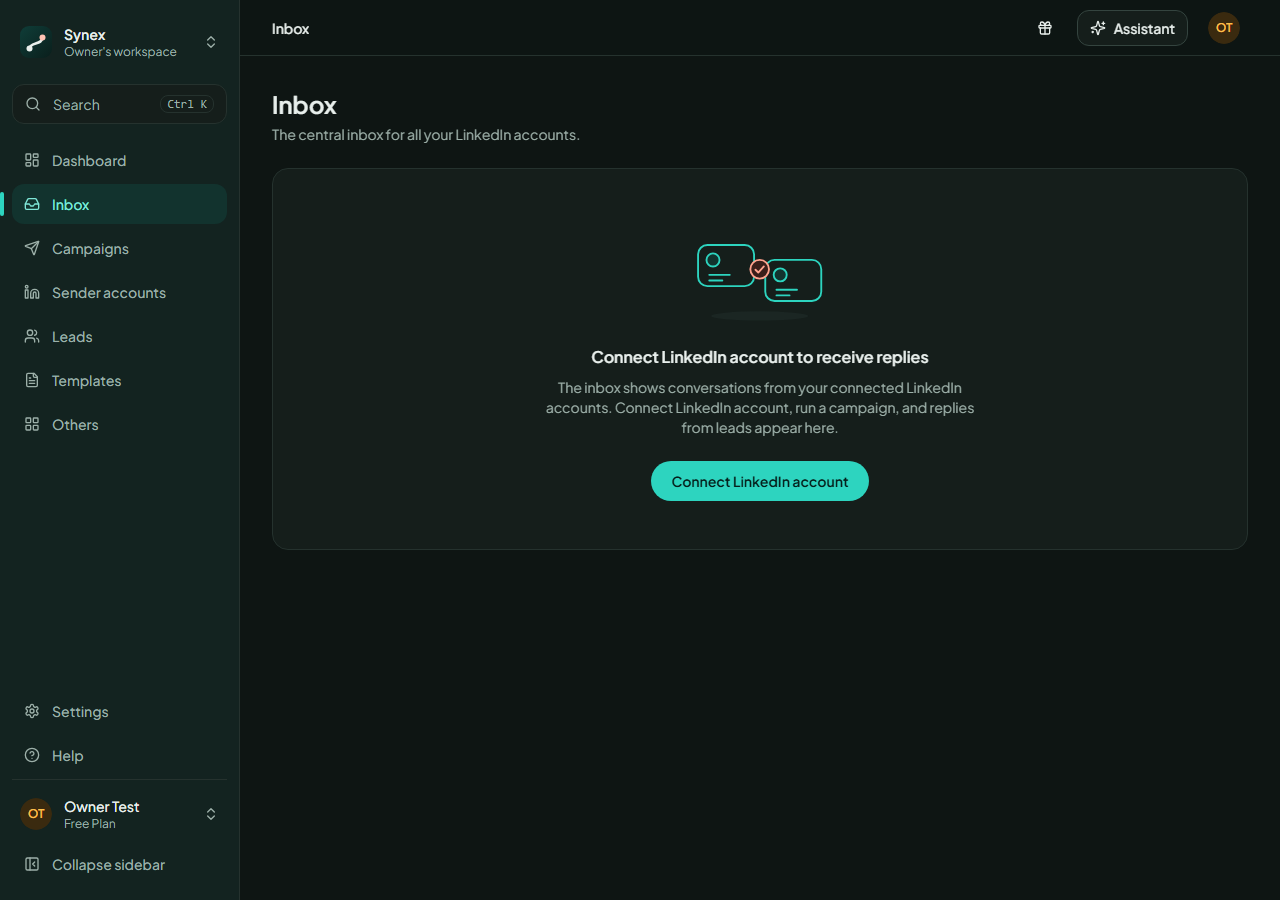 Synex
Owner's workspace
Search
Ctrl K
Dashboard
Inbox
Campaigns
Sender accounts
Leads
Templates
Others
Settings
Help
OT
Owner Test
Free Plan
Collapse sidebar
Inbox
Assistant
OT
Inbox
The central inbox for all your LinkedIn accounts.
Connect LinkedIn account to receive replies
The inbox shows conversations from your connected LinkedIn
accounts. Connect LinkedIn account, run a campaign, and replies
from leads appear here.
Connect LinkedIn account